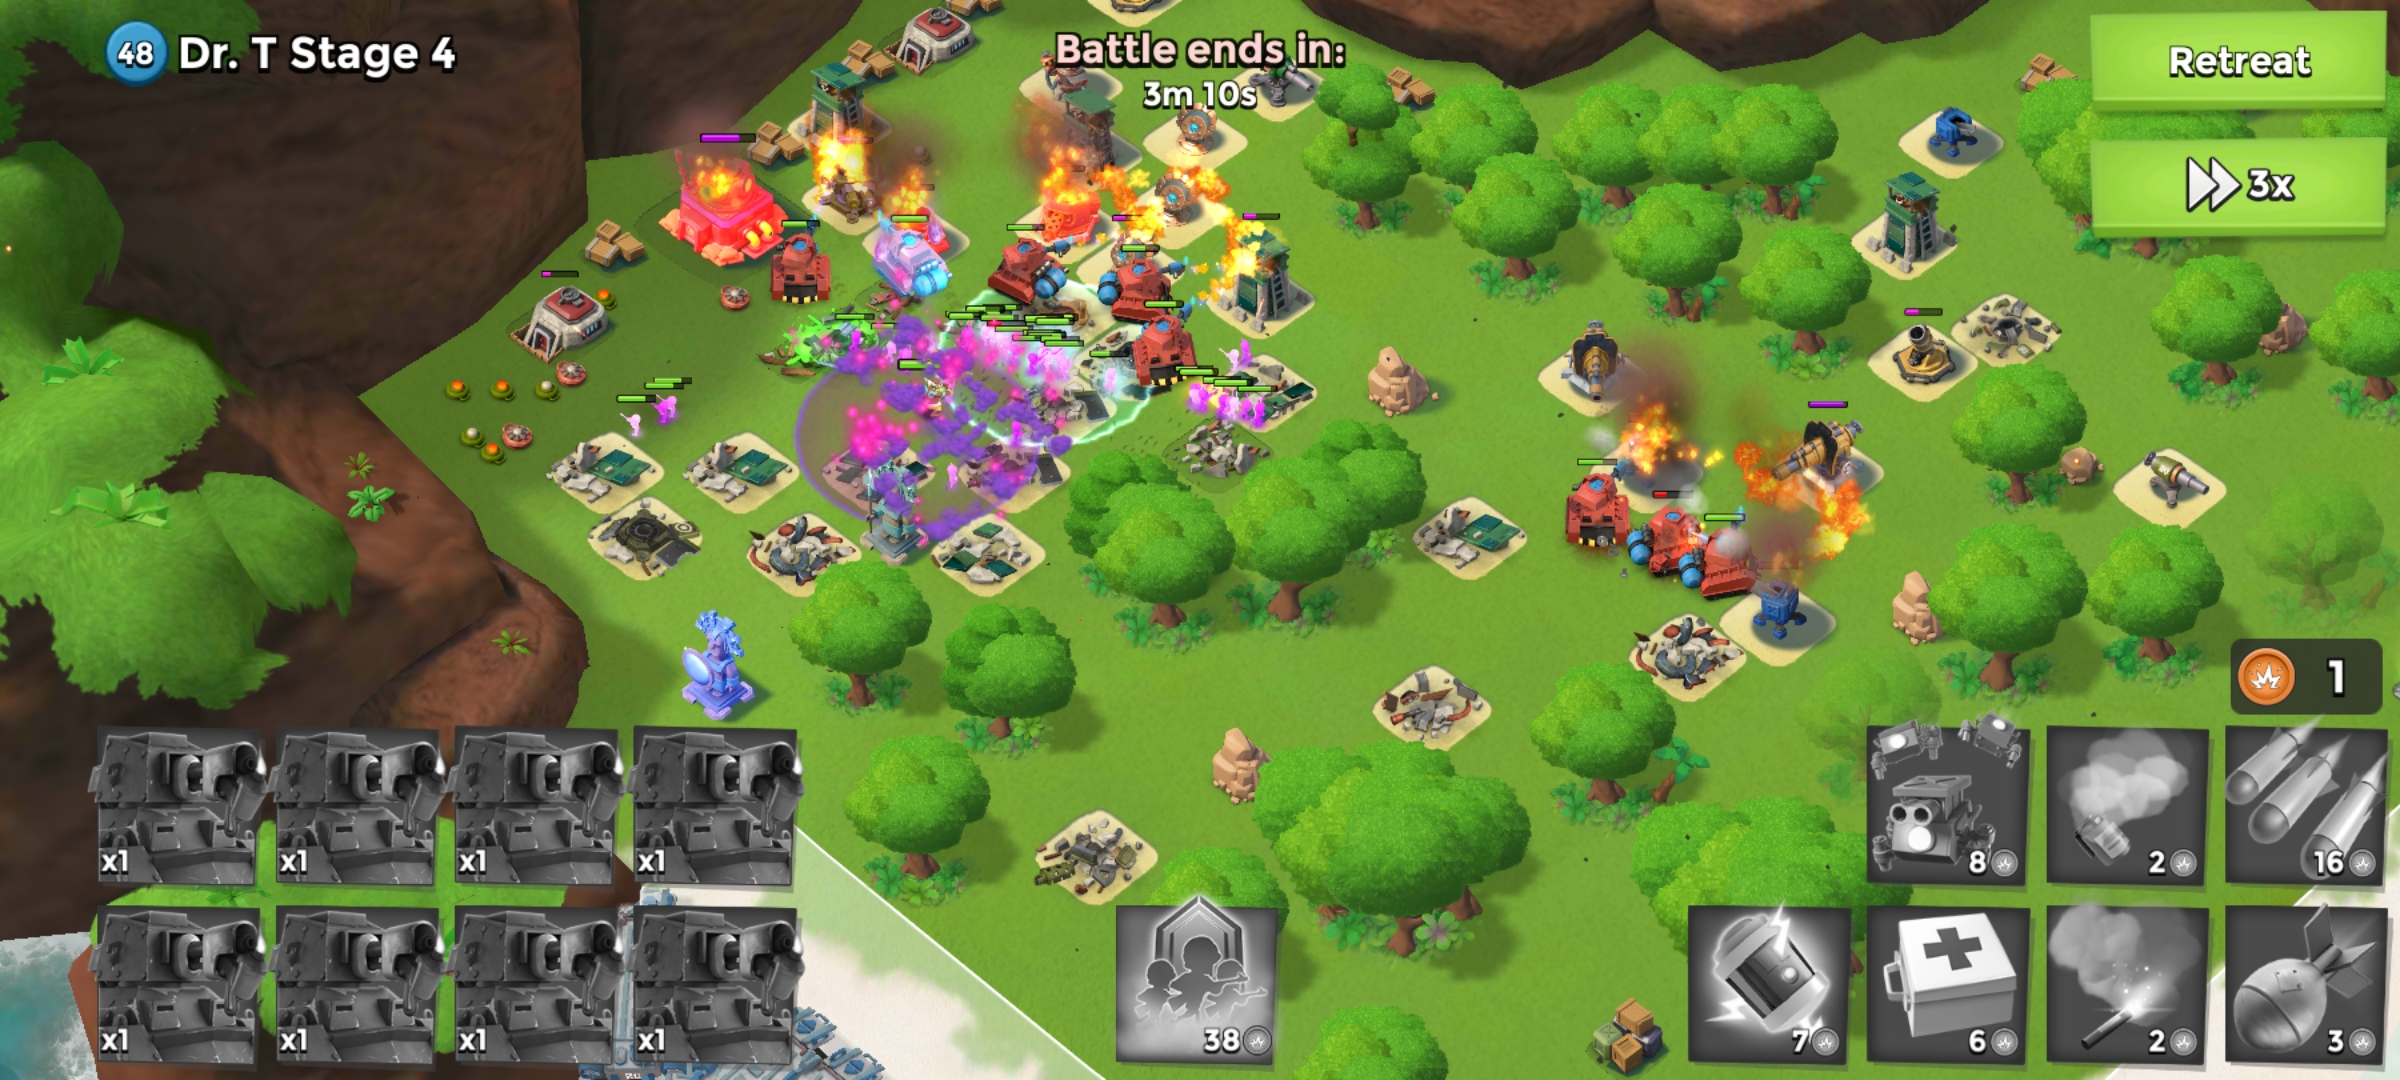 48 Dr. T Stage 4
Battle ends in:
3m 10s
Retreat
3x
1
x1 x1 x1 x1
8 2 16
x1 x1 x1 x1
38
7 6 2 3